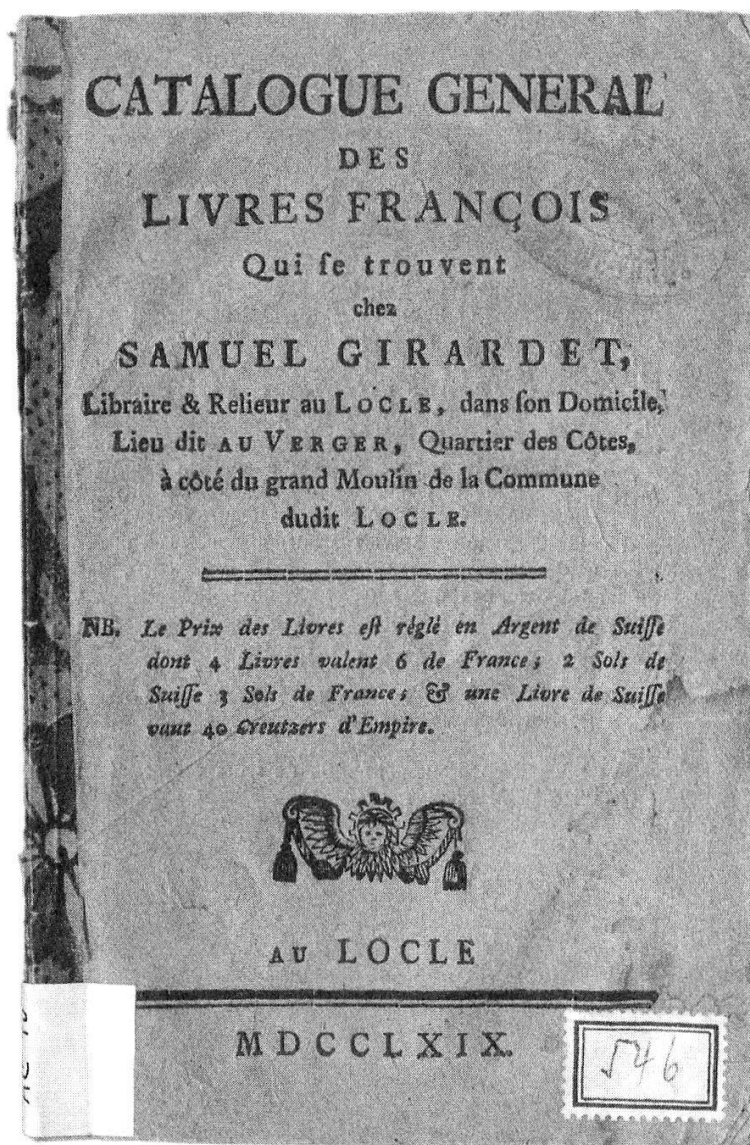 CATALOGUE GENERAL
DES
LIVRES FRANÇOIS
Qui ſe trouvent
chez
SAMUEL GIRARDET,
Libraire & Relieur au LOCLE, dans ſon Domicile,
Lieu dit AU VERGER, Quartier des Côtes,
à côté du grand Moulin de la Commune
dudit LOCLE.
NB. Le Prix des Livres eſt règlé en Argent de Suiſſe
dont 4 Livres valent 6 de France; 2 Sols de
Suiſſe 3 Sols de France; & une Livre de Suiſſe
vaut 40 Creutzers d'Empire.
AU LOCLE
MDCCLXIX.
546